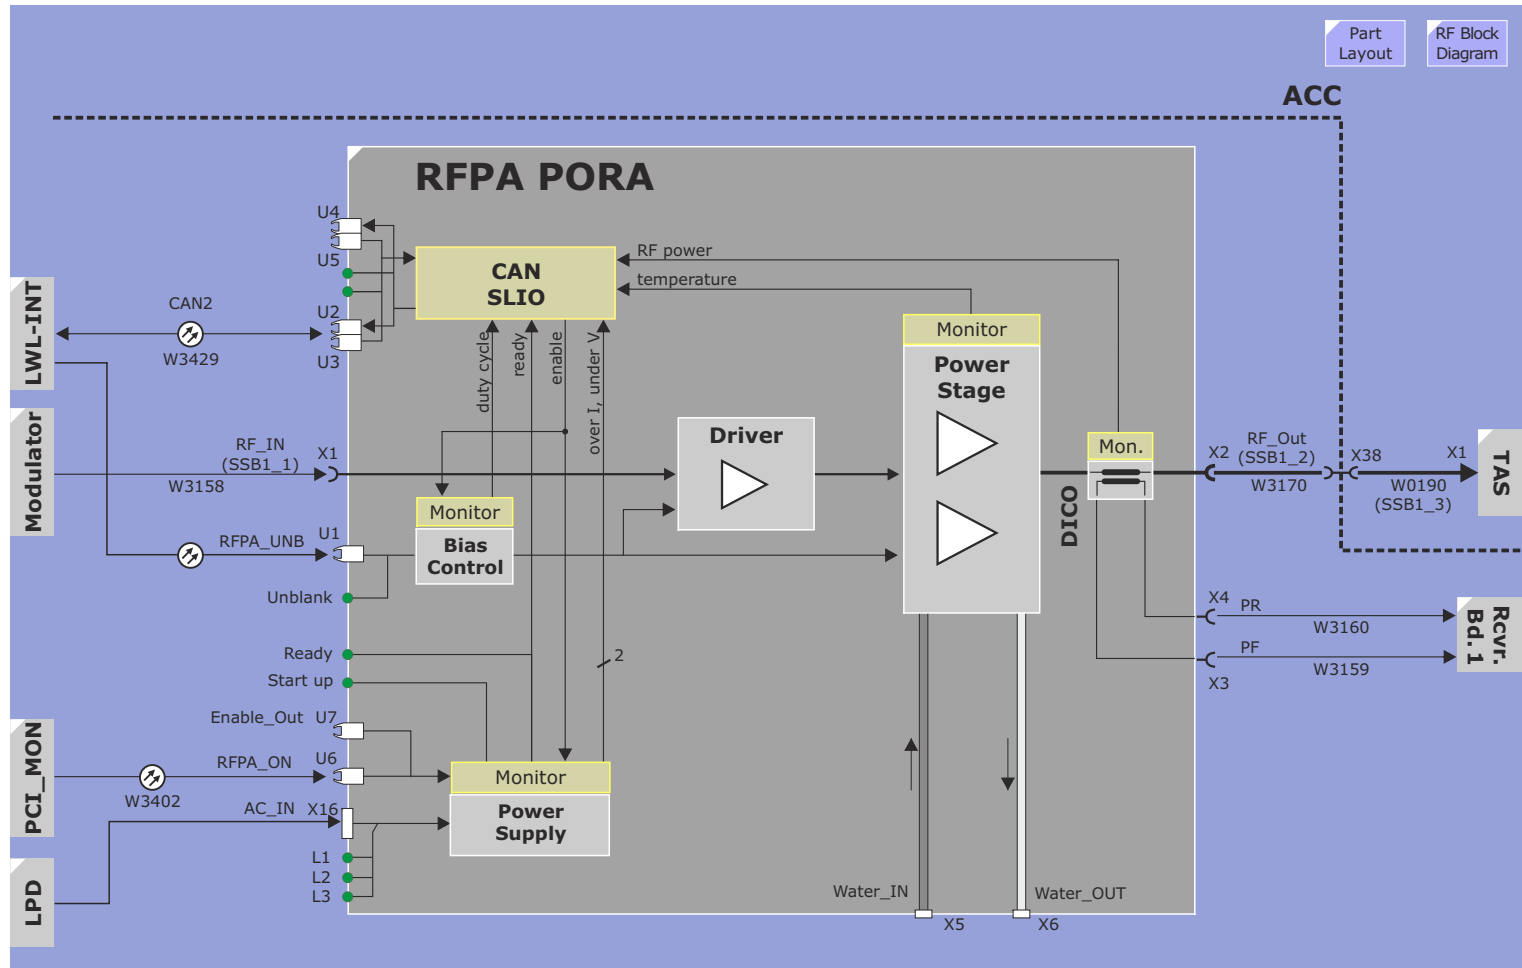 Part
Layout
RF Block
Diagram
ACC
RFPA PORA
U4
U5
U2
U3
CAN
SLIO
RF power
temperature
LWL-INT
CAN2
W3429
duty cycle
ready
enable
over I, under V
Monitor
Power
Stage
Modulator
RF_IN
(SSB1_1)
W3158
X1
Driver
Mon.
DICO
X2
RF_Out
(SSB1_2)
W3170
X38
X1
W0190
(SSB1_3)
TAS
Monitor
Bias
Control
RFPA_UNB
U1
Unblank
Ready
Start up
2
X4
PR
W3160
PF
W3159
X3
Rcvr.
Bd. 1
Enable_Out
U7
PCI_MON
RFPA_ON
U6
W3402
Monitor
Power
Supply
AC_IN
X16
LPD
L1
L2
L3
Water_IN
Water_OUT
X5
X6